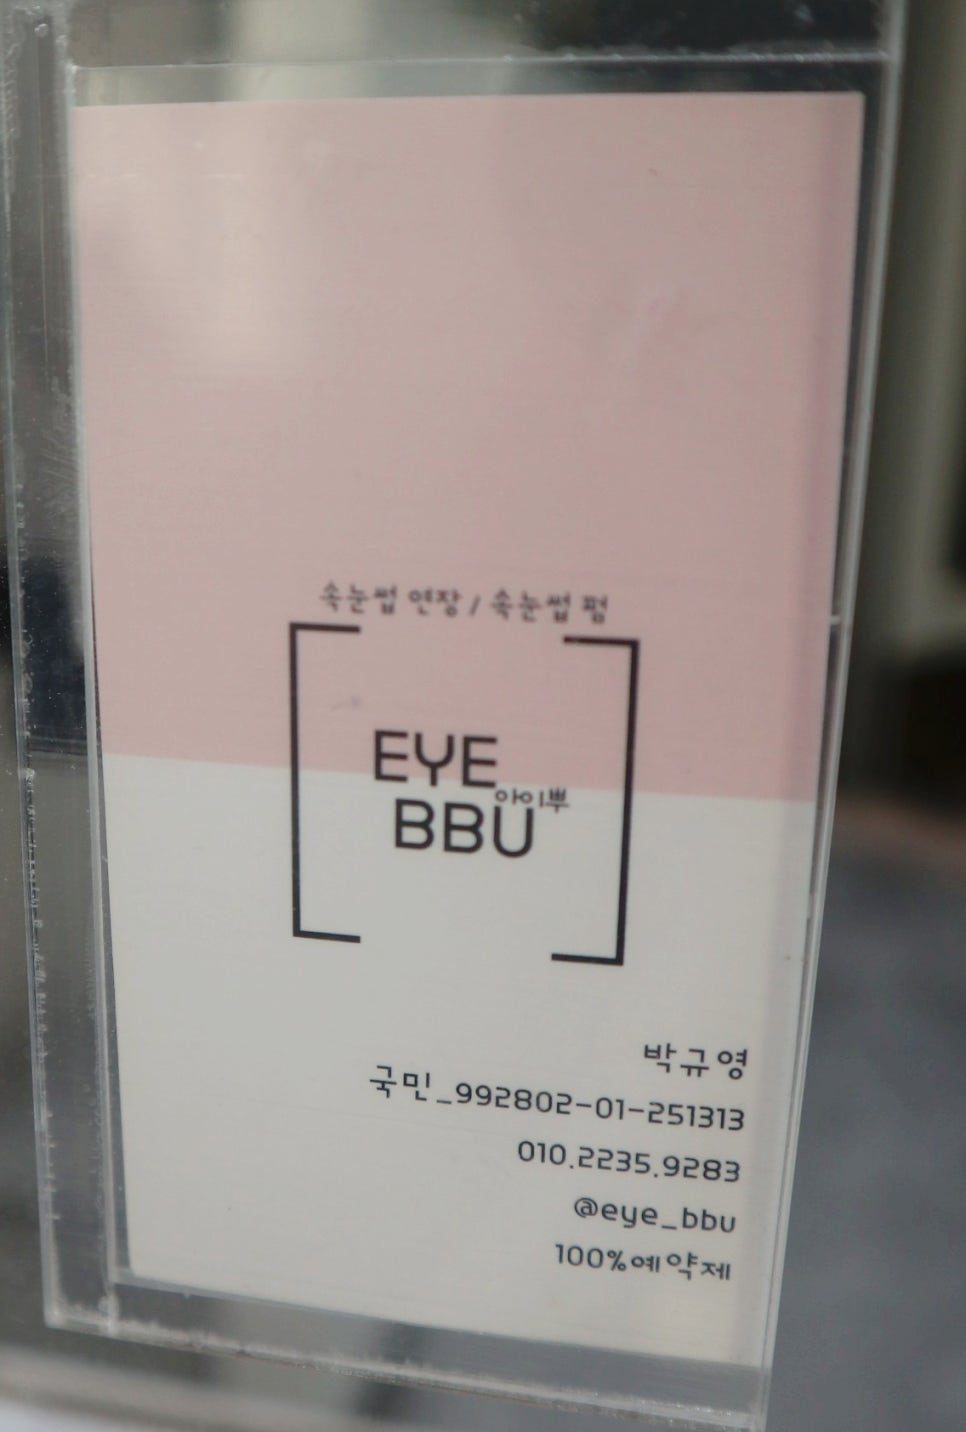 속눈썹 연장 / 속눈썹 펌
EYE
아이쁘
BBU
박규영
국민_992802-01-251313
010.2235.9283
@eye_bbu
100%예약제